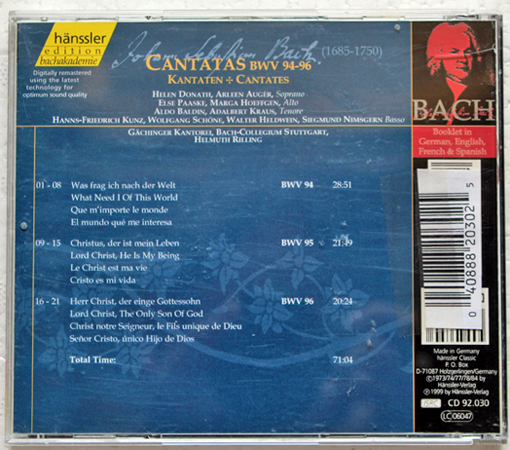 hänssler
edition
bachakademie
Digitally remastered
using the latest
technology for
optimum sound quality
Johann Sebastian Bach (1685-1750)
CANTATAS BWV 94-96
KANTATEN ÷ CANTATES
HELEN DONATH, ARLEEN AUGÉR, Soprano
ELSE PAASKE, MARGA HOEFFGEN, Alto
ALDO BALDIN, ADALBERT KRAUS, Tenore
HANNS-FRIEDRICH KUNZ, WOLFGANG SCHÖNE, WALTER HELDWEIN, SIEGMUND NIMSGERN Basso
GÄCHINGER KANTOREI, BACH-COLLEGIUM STUTTGART,
HELMUTH RILLING
01 - 08 Was frag ich nach der Welt BWV 94 28:51
What Need I Of This World
Que m'importe le monde
El mundo qué me interesa
09 - 15 Christus, der ist mein Leben BWV 95 21:49
Lord Christ, He Is My Being
Le Christ est ma vie
Cristo es mi vida
16 - 21 Herr Christ, der einge Gottessohn BWV 96 20:24
Lord Christ, The Only Son Of God
Christ notre Seigneur, le Fils unique de Dieu
Señor Cristo, único Hijo de Dios
Total Time: 71:04
BACH
Booklet in
German, English,
French & Spanish
0 40888 20302 5
Made in Germany
hänssler Classic
P. O. Box
D-71087 Holzgerlingen/Germany
Ⓒ1973/74/77/78/84 by
Hänssler-Verlag
Ⓟ 1999 by Hänssler-Verlag
CD 92.030
LC 06047